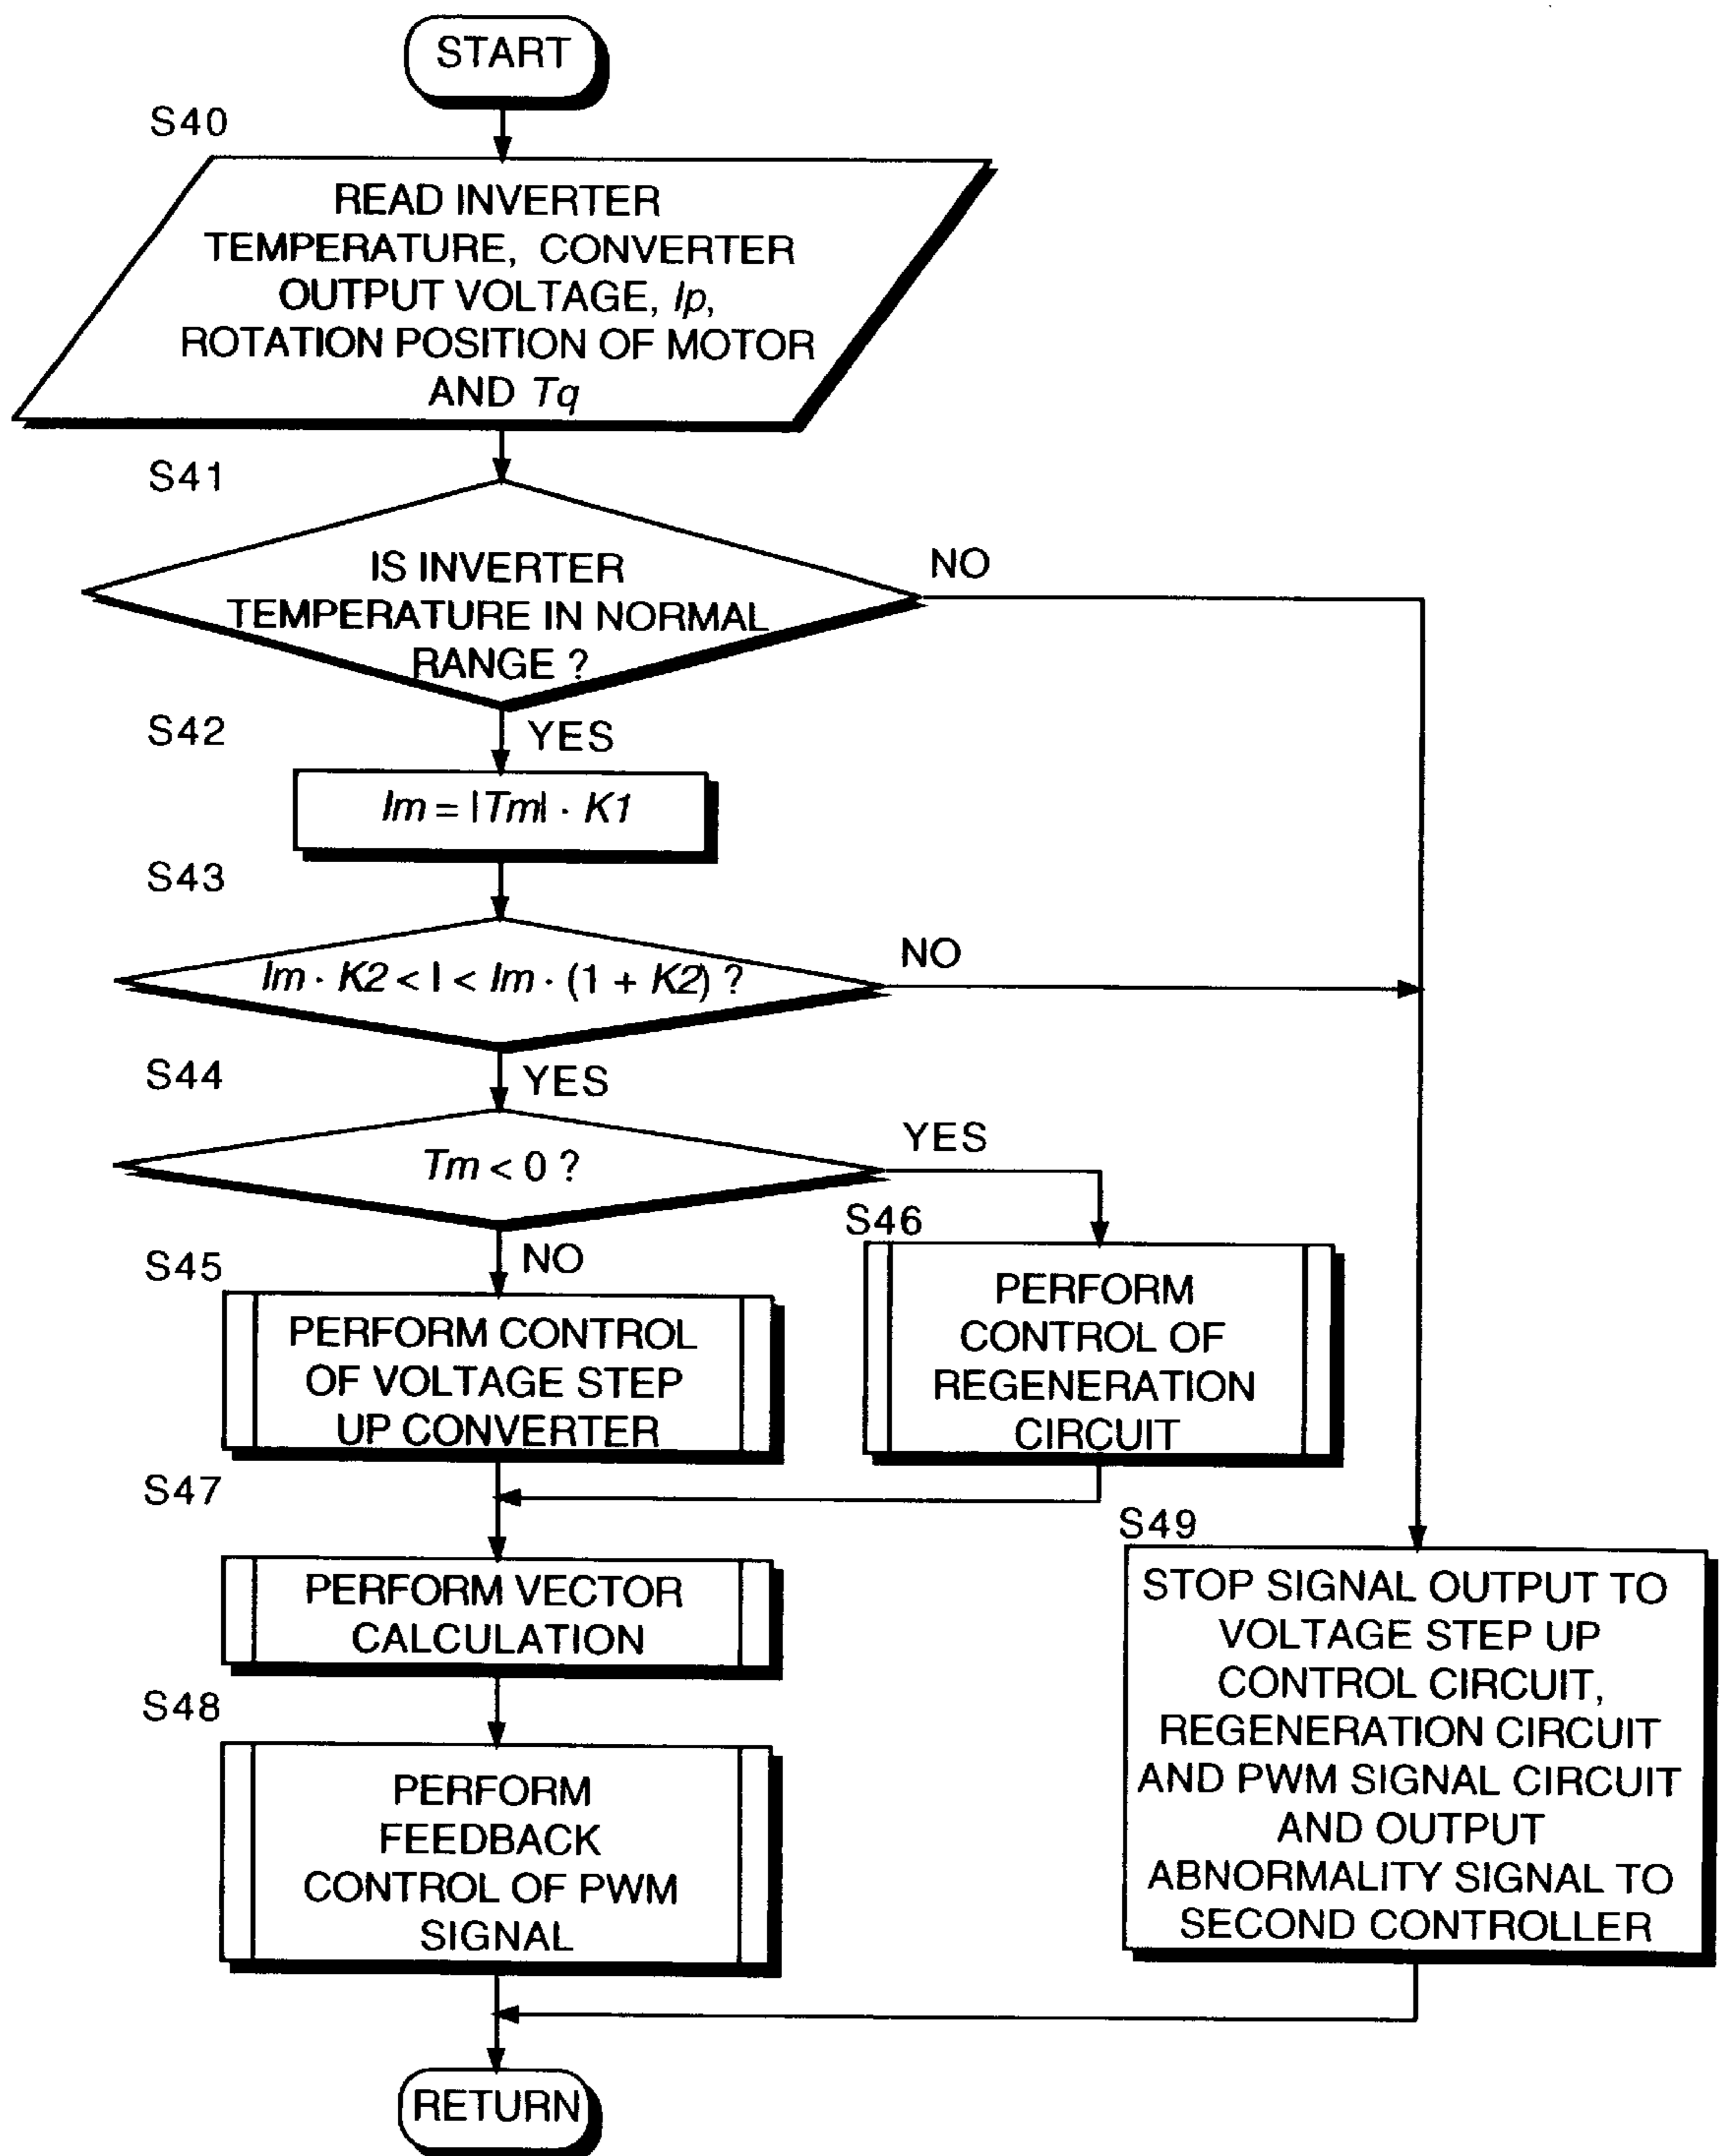 START
S40
READ INVERTER
TEMPERATURE, CONVERTER
OUTPUT VOLTAGE, Ip,
ROTATION POSITION OF MOTOR
AND Tq
S41
IS INVERTER
TEMPERATURE IN NORMAL
RANGE ?
NO
S42
YES
Im = |Tm| · K1
S43
Im · K2 < I < Im · (1 + K2) ?
NO
S44
YES
Tm < 0 ?
YES
S45
NO
PERFORM CONTROL
OF VOLTAGE STEP
UP CONVERTER
S46
PERFORM
CONTROL OF
REGENERATION
CIRCUIT
S47
PERFORM VECTOR
CALCULATION
S48
PERFORM
FEEDBACK
CONTROL OF PWM
SIGNAL
S49
STOP SIGNAL OUTPUT TO
VOLTAGE STEP UP
CONTROL CIRCUIT,
REGENERATION CIRCUIT
AND PWM SIGNAL CIRCUIT
AND OUTPUT
ABNORMALITY SIGNAL TO
SECOND CONTROLLER
RETURN